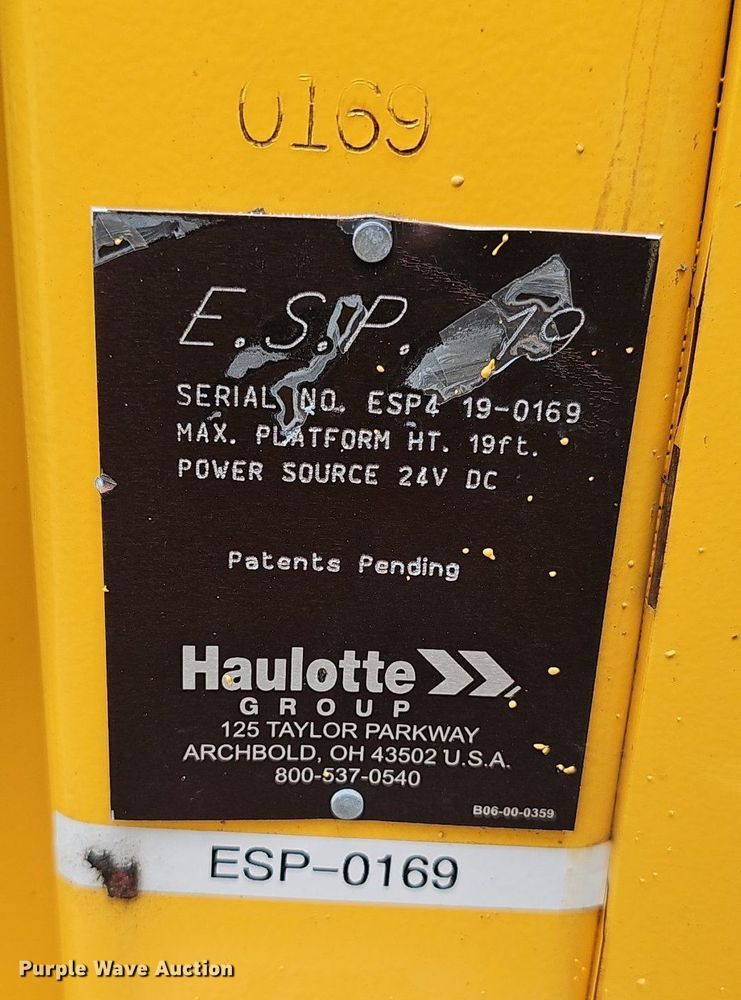 0169
E.S.P. 19
SERIAL NO. ESP4 19-0169
MAX. PLATFORM HT. 19ft.
POWER SOURCE 24V DC
Patents Pending
Haulotte
GROUP
125 TAYLOR PARKWAY
ARCHBOLD, OH 43502 U.S.A.
800-537-0540
B06-00-0359
ESP-0169
Purple Wave Auction